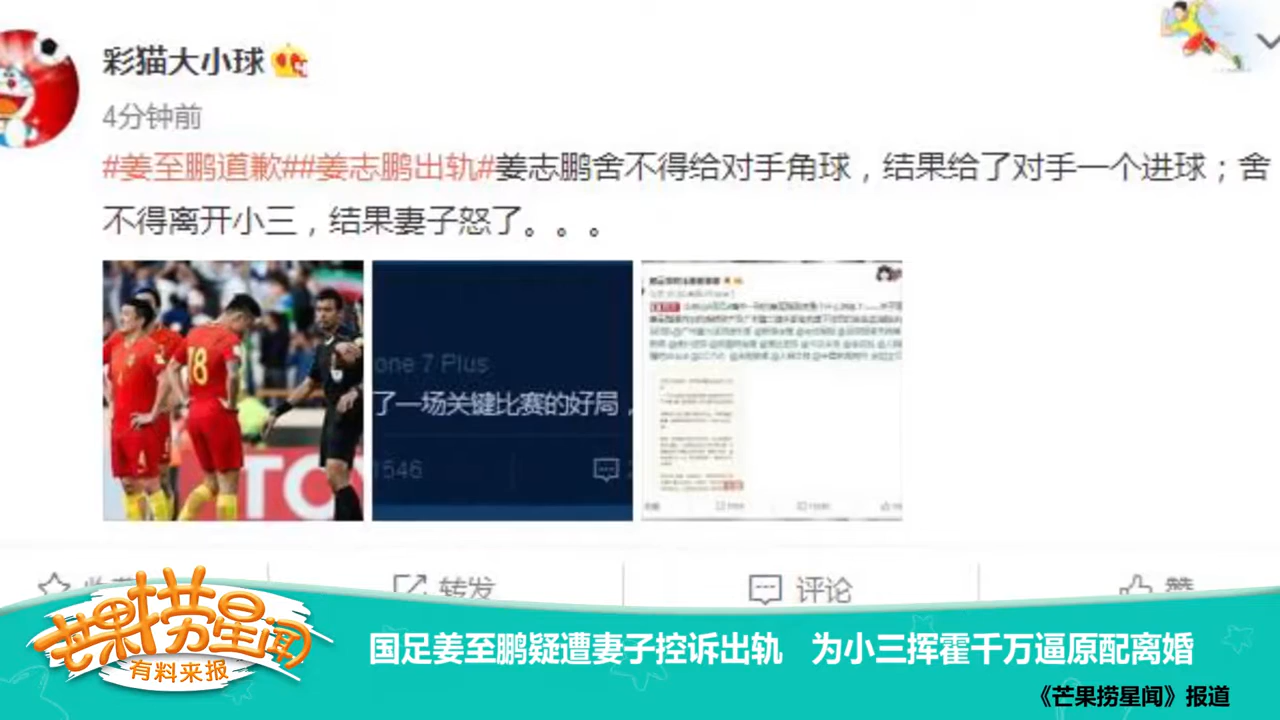 彩猫大小球
4分钟前
#姜至鹏道歉##姜志鹏出轨#姜志鹏舍不得给对手角球，结果给了对手一个进球；舍
不得离开小三，结果妻子怒了。。。
18
one 7 Plus
了一场关键比赛的好局，
1546
TO
收藏
转发
评论
赞
芒果捞星闻
有料来报
国足姜至鹏疑遭妻子控诉出轨 为小三挥霍千万逼原配离婚
《芒果捞星闻》报道